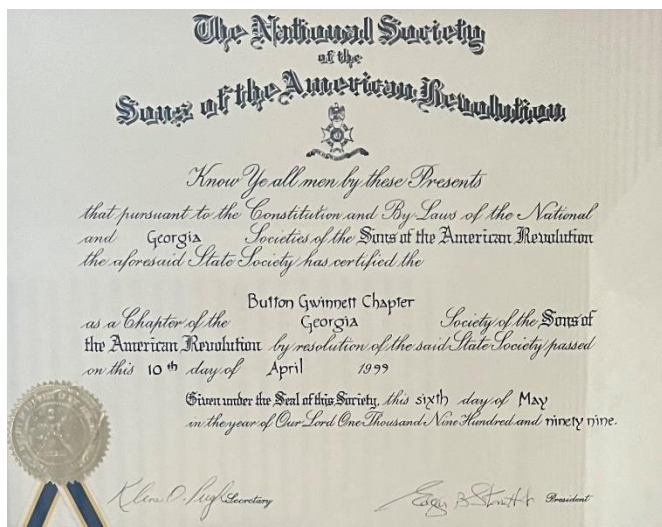 The National Society
of the
Sons of the American Revolution
Know Ye all men by these Presents
that pursuant to the Constitution and By-Laws of the National
and Georgia Societies of the Sons of the American Revolution
the aforesaid State Society has certified the
Button Gwinnett Chapter
as a Chapter of the Georgia Society of the Sons of
the American Revolution by resolution of the said State Society passed
on this 10th day of April 1999
Given under the Seal of this Society, this sixth day of May
in the year of Our Lord One Thousand Nine Hundred and ninety nine.
Secretary President